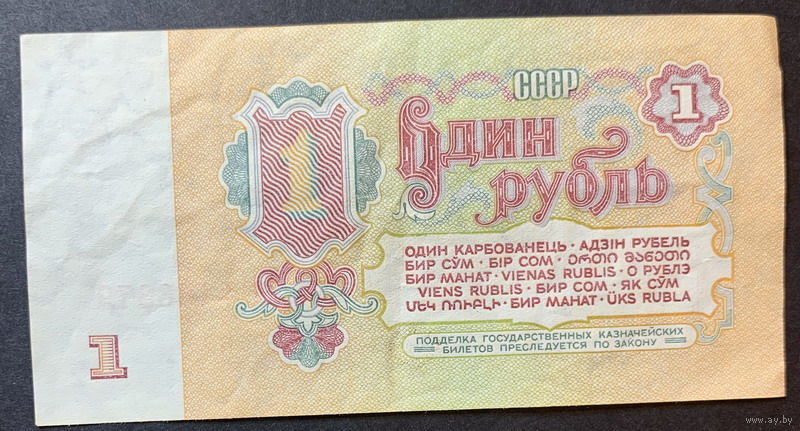 СССР
1
Один
рубль
1
ОДИН КАРБОВАНЕЦЬ · АДЗІН РУБЕЛЬ
БИР СЎМ · БІР СОМ · ერთი მანეთი
БИР МАНАТ · VIENAS RUBLIS · О РУБЛЭ
VIENS RUBLIS · БИР СОМ · ЯК СӮМ
ՄԵԿ ՌՈՒԲԼԻ · БИР МАНАТ · ÜKS RUBLA
ПОДДЕЛКА ГОСУДАРСТВЕННЫХ КАЗНАЧЕЙСКИХ
БИЛЕТОВ ПРЕСЛЕДУЕТСЯ ПО ЗАКОНУ
1
www.ay.by